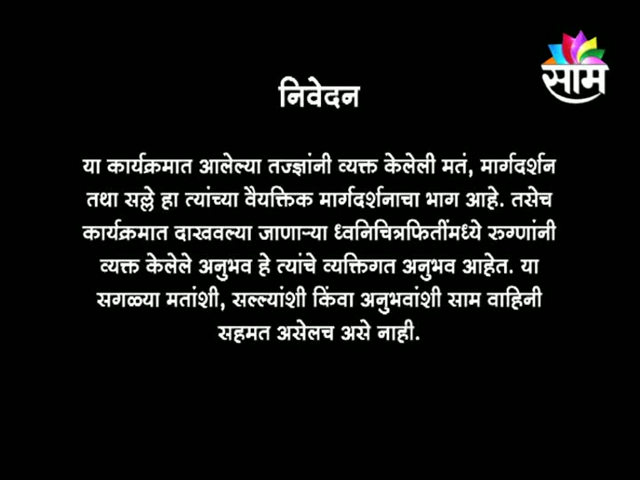 साम
निवेदन
या कार्यक्रमात आलेल्या तज्ज्ञांनी व्यक्त केलेली मतं, मार्गदर्शन
तथा सल्ले हा त्यांच्या वैयक्तिक मार्गदर्शनाचा भाग आहे. तसेच
कार्यक्रमात दाखवल्या जाणाऱ्या ध्वनिचित्रफितींमध्ये रुग्णांनी
व्यक्त केलेले अनुभव हे त्यांचे व्यक्तिगत अनुभव आहेत. या
सगळ्या मतांशी, सल्ल्यांशी किंवा अनुभवांशी साम वाहिनी
सहमत असेलच असे नाही.